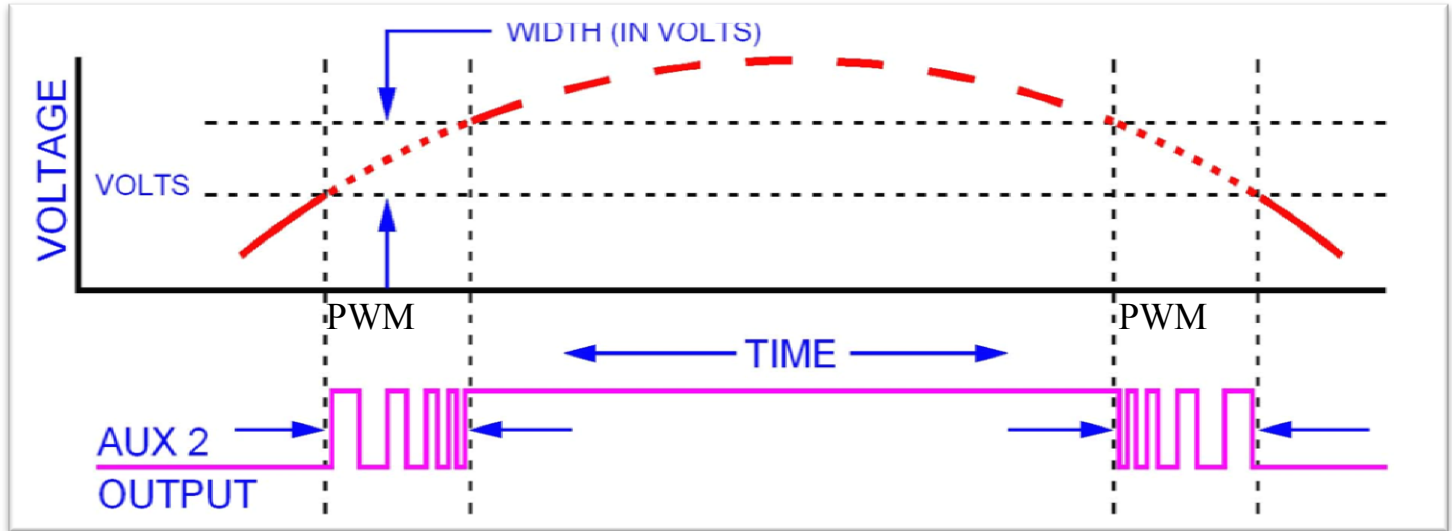 WIDTH (IN VOLTS)
VOLTAGE
VOLTS
PWM
PWM
TIME
AUX 2
OUTPUT